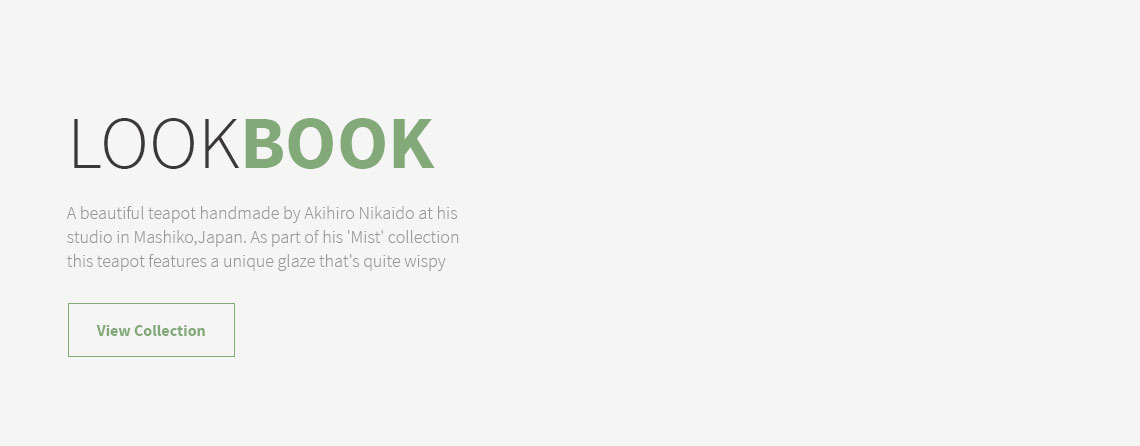 LOOKBOOK
A beautiful teapot handmade by Akihiro Nikaido at his
studio in Mashiko,Japan. As part of his 'Mist' collection
this teapot features a unique glaze that's quite wispy
View Collection